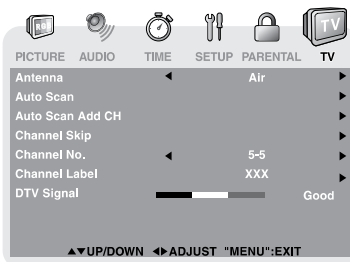 TV
PICTURE AUDIO TIME SETUP PARENTAL TV
Antenna ◀ Air ▶
Auto Scan ▶
Auto Scan Add CH ▶
Channel Skip ▶
Channel No. ◀ 5-5 ▶
Channel Label XXX ▶
DTV Signal Good
▲▼UP/DOWN ◀▶ADJUST "MENU":EXIT